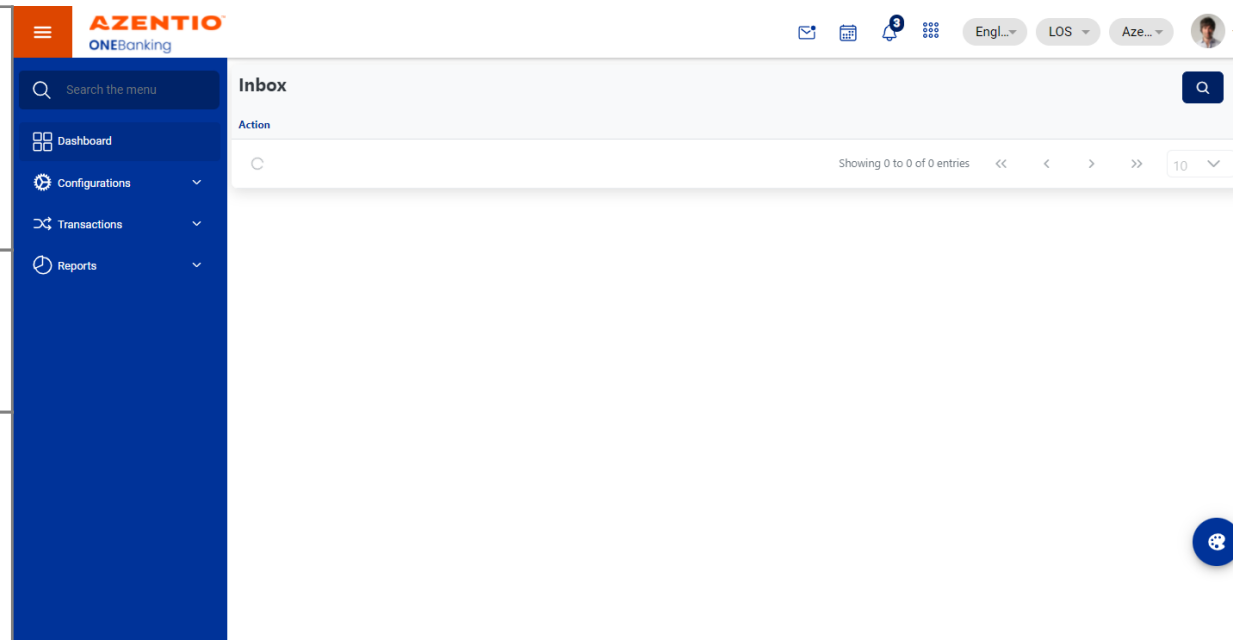 AZENTIO
ONEBanking
3
Engl...
LOS
Aze...
Search the menu
Dashboard
Configurations
Transactions
Reports
Inbox
Action
Showing 0 to 0 of 0 entries
10